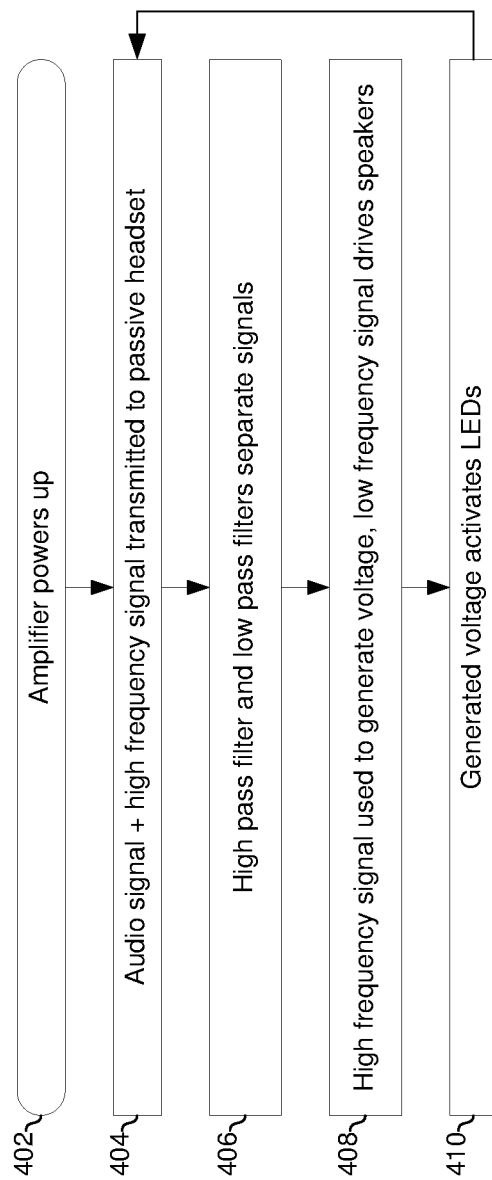 402
Amplifier powers up
404
Audio signal + high frequency signal transmitted to passive headset
406
High pass filter and low pass filters separate signals
408
High frequency signal used to generate voltage, low frequency signal drives speakers
410
Generated voltage activates LEDs